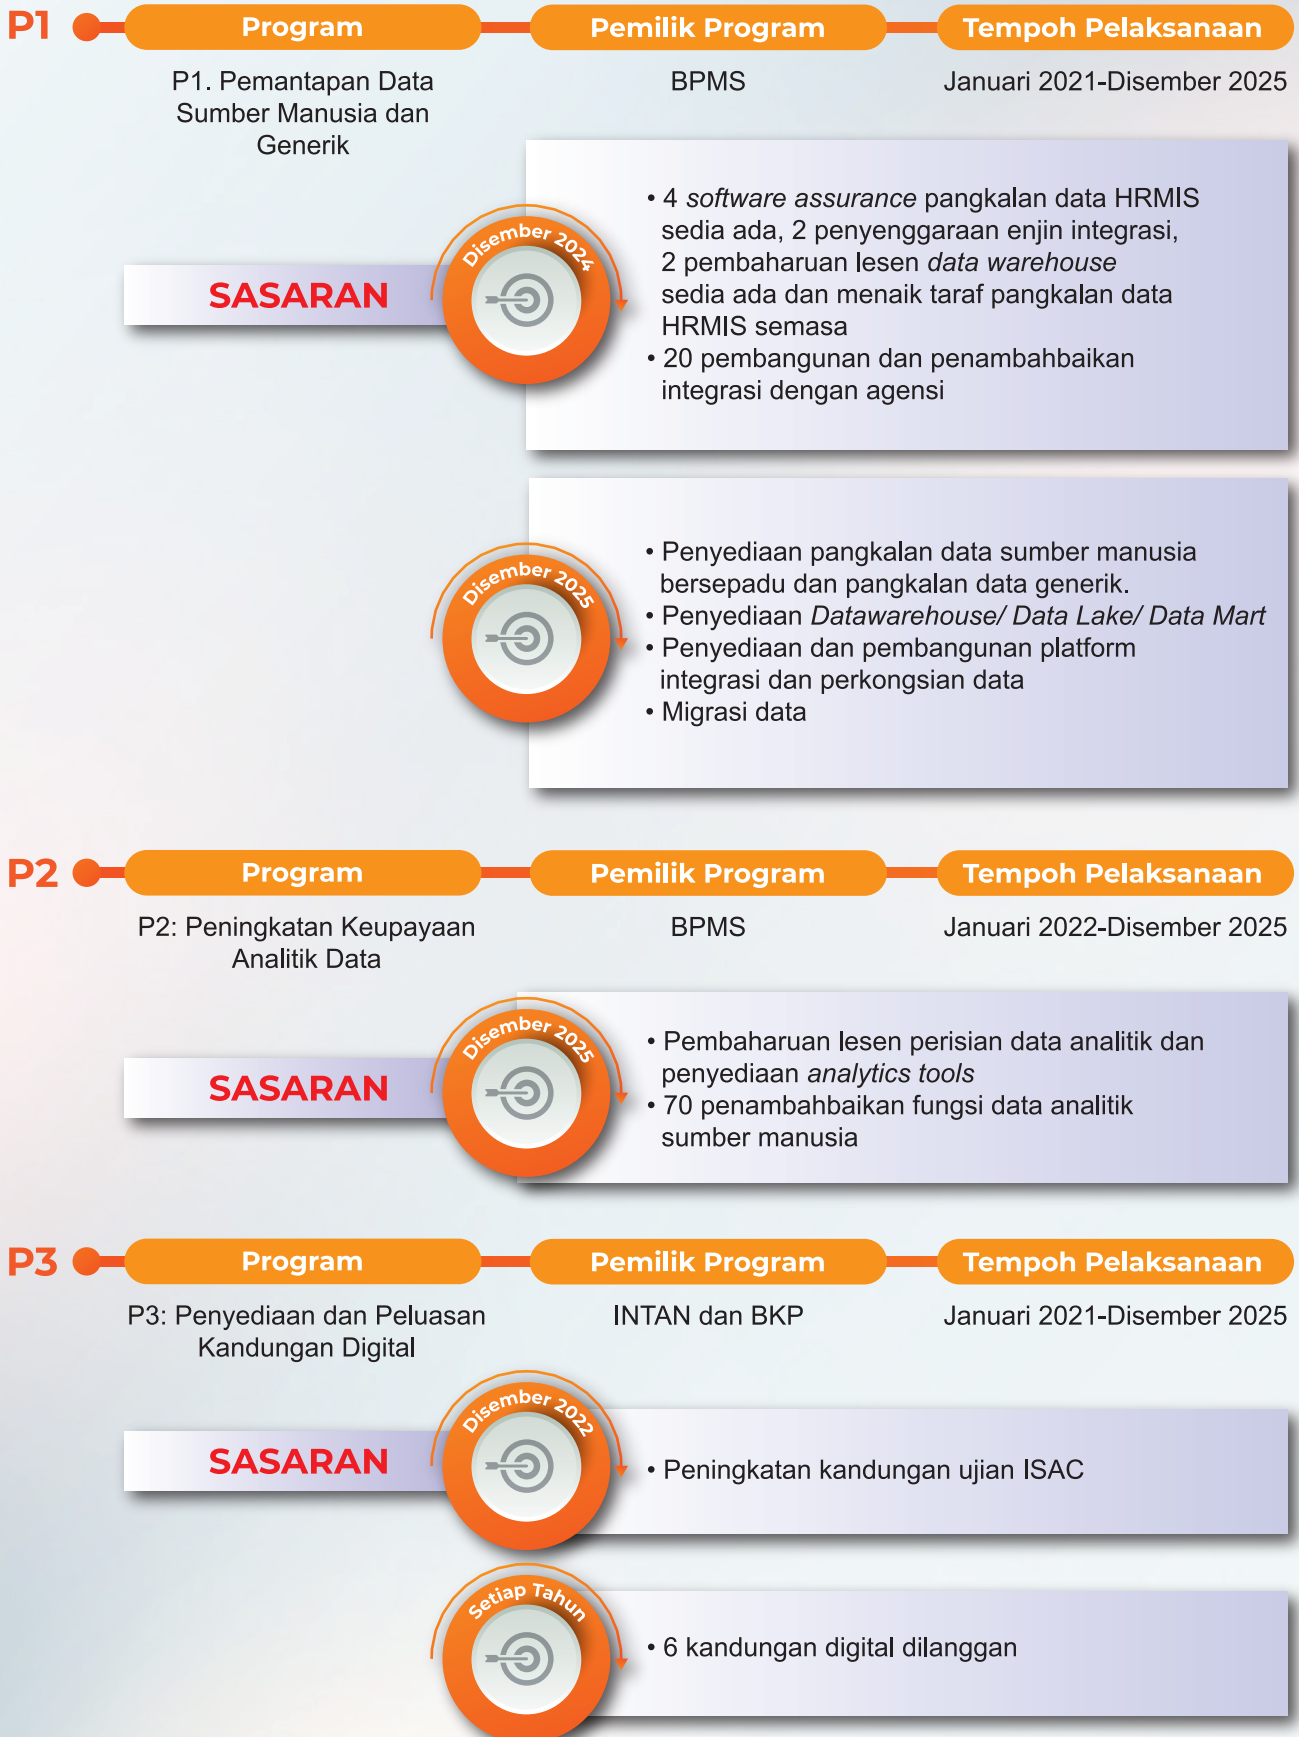 P1
Program
Pemilik Program
Tempoh Pelaksanaan
P1. Pemantapan Data
Sumber Manusia dan
Generik
BPMS
Januari 2021-Disember 2025
SASARAN
Disember 2024
• 4 software assurance pangkalan data HRMIS
sedia ada, 2 penyenggaraan enjin integrasi,
2 pembaharuan lesen data warehouse
sedia ada dan menaik taraf pangkalan data
HRMIS semasa
• 20 pembangunan dan penambahbaikan
integrasi dengan agensi
Disember 2025
• Penyediaan pangkalan data sumber manusia
bersepadu dan pangkalan data generik.
• Penyediaan Datawarehouse/ Data Lake/ Data Mart
• Penyediaan dan pembangunan platform
integrasi dan perkongsian data
• Migrasi data
P2
Program
Pemilik Program
Tempoh Pelaksanaan
P2: Peningkatan Keupayaan
Analitik Data
BPMS
Januari 2022-Disember 2025
SASARAN
Disember 2025
• Pembaharuan lesen perisian data analitik dan
penyediaan analytics tools
• 70 penambahbaikan fungsi data analitik
sumber manusia
P3
Program
Pemilik Program
Tempoh Pelaksanaan
P3: Penyediaan dan Peluasan
Kandungan Digital
INTAN dan BKP
Januari 2021-Disember 2025
SASARAN
Disember 2022
• Peningkatan kandungan ujian ISAC
Setiap Tahun
• 6 kandungan digital dilanggan